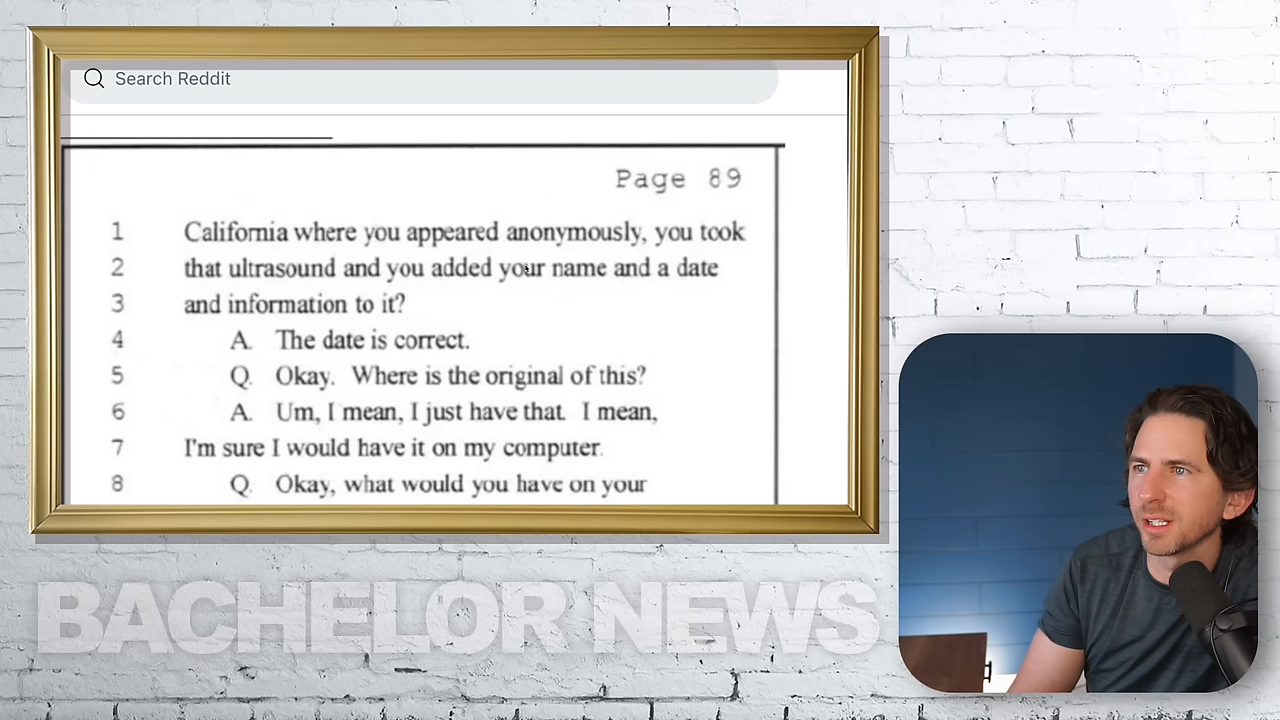 Search Reddit
Page 89
1 California where you appeared anonymously, you took
2 that ultrasound and you added your name and a date
3 and information to it?
4 A. The date is correct.
5 Q. Okay. Where is the original of this?
6 A. Um, I mean, I just have that. I mean,
7 I'm sure I would have it on my computer.
8 Q. Okay, what would you have on your
BACHELOR NEWS